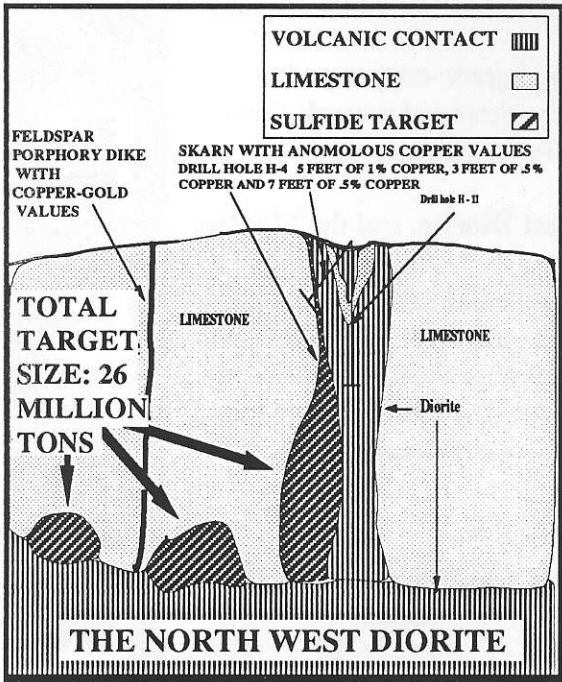 VOLCANIC CONTACT
LIMESTONE
SULFIDE TARGET
FELDSPAR
PORPHORY DIKE
WITH
COPPER-GOLD
VALUES
SKARN WITH ANOMOLOUS COPPER VALUES
DRILL HOLE H-4 5 FEET OF 1% COPPER, 3 FEET OF .5%
COPPER AND 7 FEET OF .5% COPPER
Drill hole H - 11
TOTAL
TARGET
SIZE: 26
MILLION
TONS
LIMESTONE
LIMESTONE
Diorite
THE NORTH WEST DIORITE